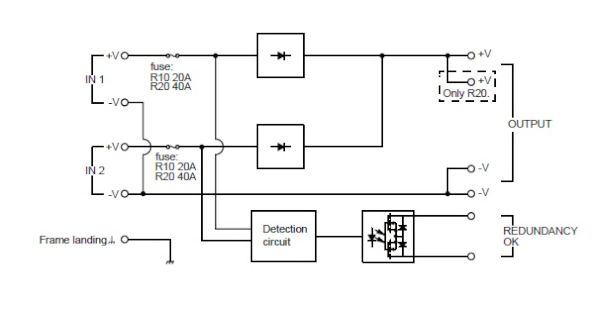 +V
fuse:
R10 20A
R20 40A
IN 1
-V
+V
+V
Only R20.
OUTPUT
+V
fuse:
R10 20A
R20 40A
IN 2
-V
-V
-V
Detection
circuit
REDUNDANCY
OK
Frame landing